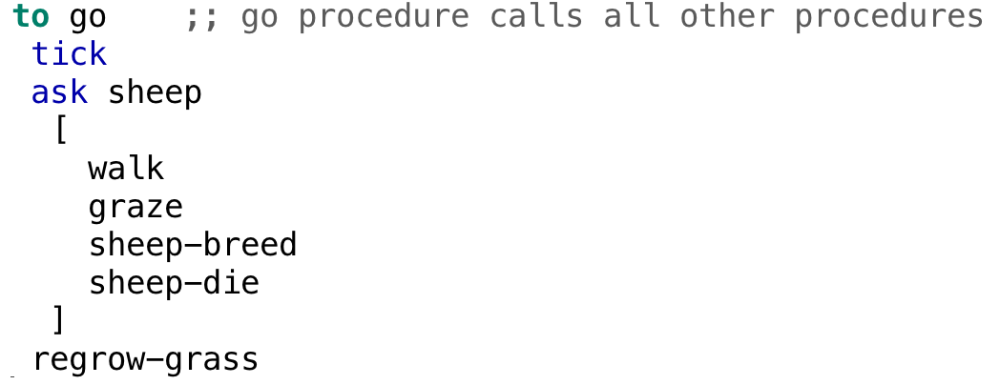 to go    ;; go procedure calls all other procedures
 tick
 ask sheep
  [
    walk
    graze
    sheep-breed
    sheep-die
  ]
 regrow-grass